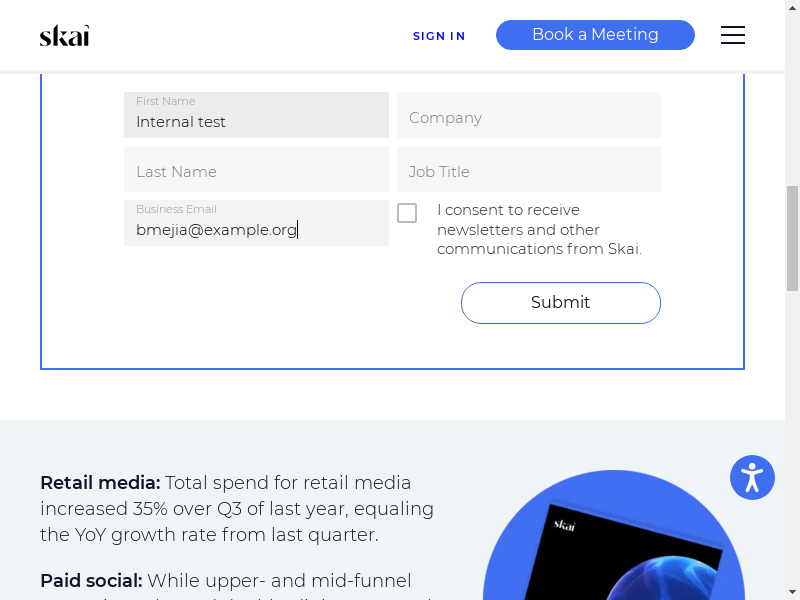 skai
SIGN IN
Book a Meeting
First Name
Internal test
Company
Last Name
Job Title
Business Email
bmejia@example.org
I consent to receive
newsletters and other
communications from Skai.
Submit
Retail media: Total spend for retail media
increased 35% over Q3 of last year, equaling
the YoY growth rate from last quarter.
skai
Paid social: While upper- and mid-funnel